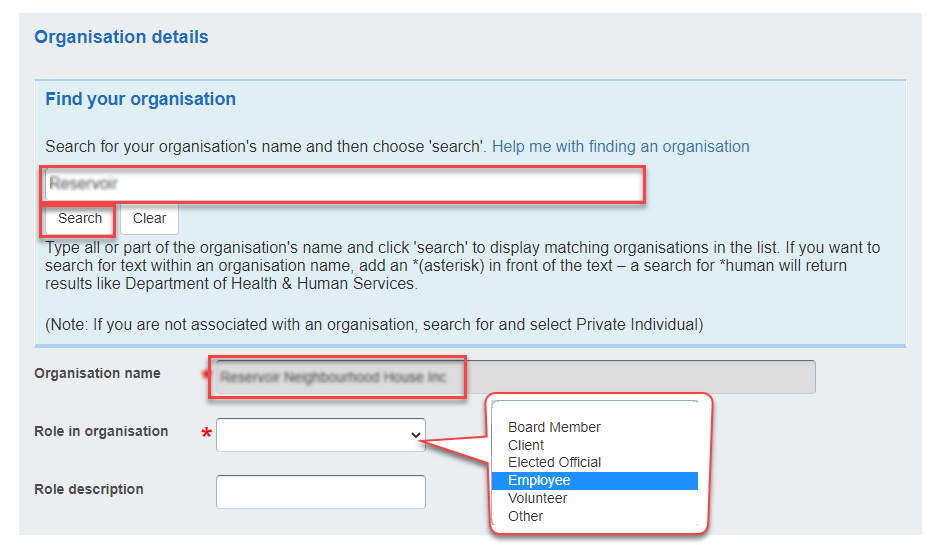 Organisation details
Find your organisation
Search for your organisation's name and then choose 'search'. Help me with finding an organisation
Reservoir
Search Clear
Type all or part of the organisation's name and click 'search' to display matching organisations in the list. If you want to
search for text within an organisation name, add an *(asterisk) in front of the text – a search for *human will return
results like Department of Health & Human Services.
(Note: If you are not associated with an organisation, search for and select Private Individual)
Organisation name * Reservoir Neighbourhood House Inc
Role in organisation *
Board Member
Client
Elected Official
Employee
Volunteer
Other
Role description